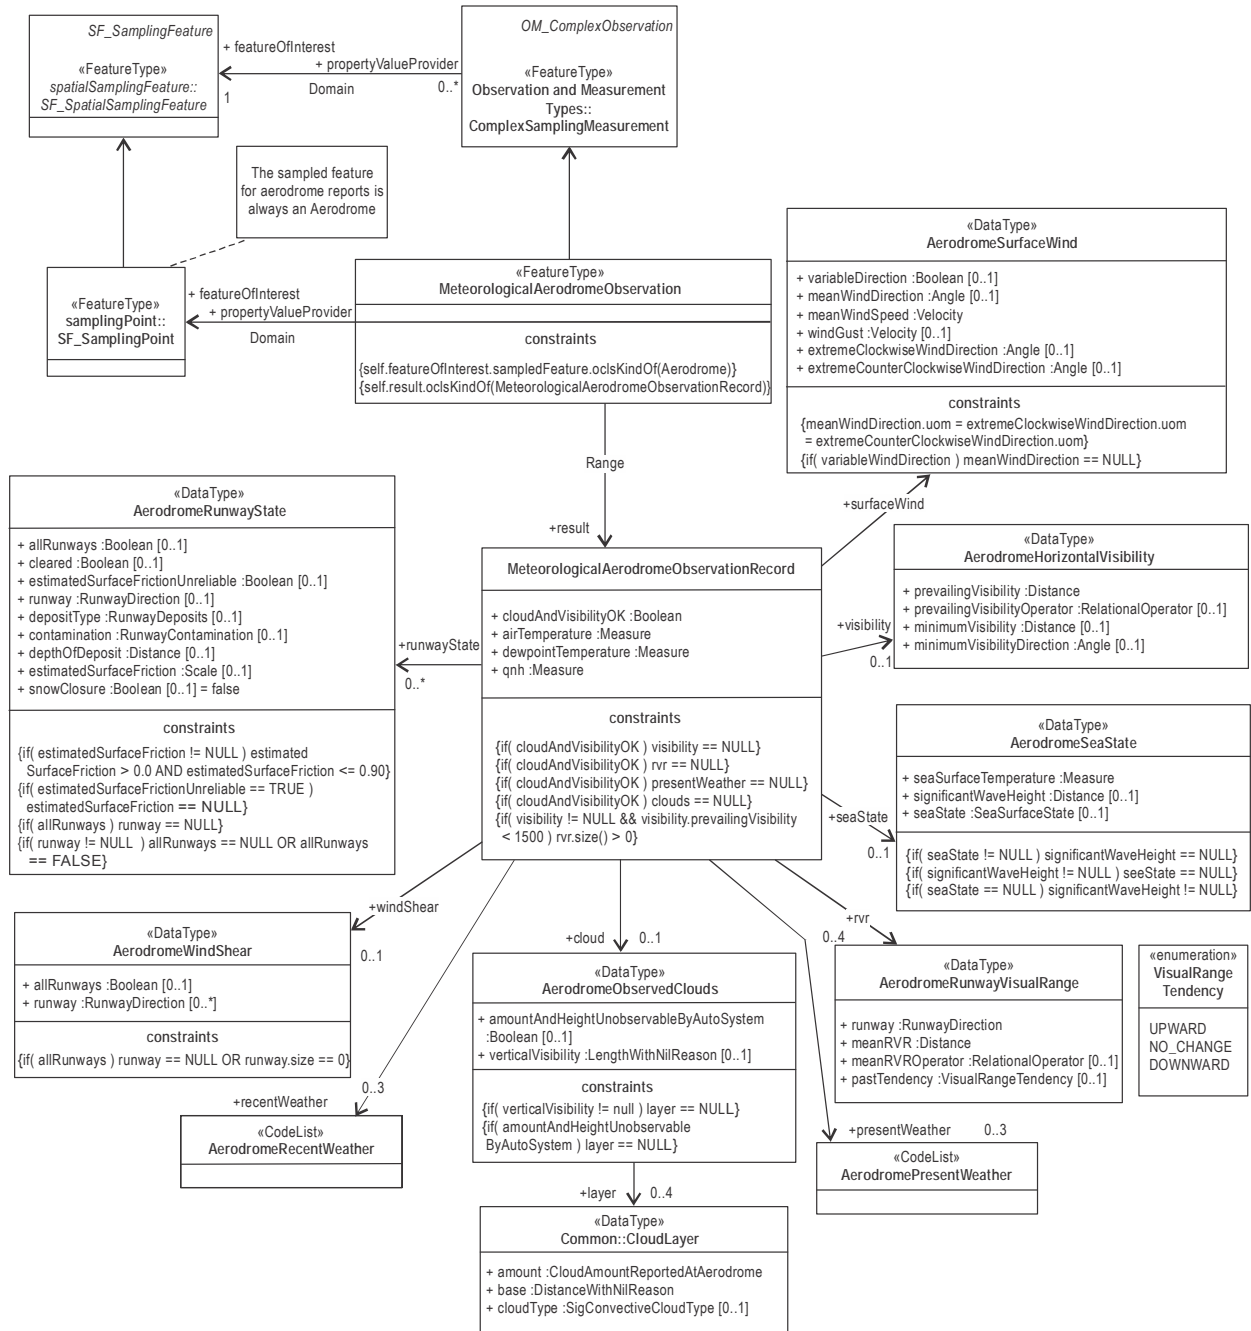 SF_SamplingFeature
«FeatureType»
spatialSamplingFeature::
SF_SpatialSamplingFeature
+ featureOfInterest
+ propertyValueProvider
Domain
1
0..*
OM_ComplexObservation
«FeatureType»
Observation and Measurement
Types::
ComplexSamplingMeasurement
The sampled feature
for aerodrome reports is
always an Aerodrome
«FeatureType»
samplingPoint::
SF_SamplingPoint
+ featureOfInterest
+ propertyValueProvider
Domain
«FeatureType»
MeteorologicalAerodromeObservation
constraints
{self.featureOfInterest.sampledFeature.oclsKindOf(Aerodrome)}
{self.result.oclsKindOf(MeteorologicalAerodromeObservationRecord)}
«DataType»
AerodromeSurfaceWind
+ variableDirection :Boolean [0..1]
+ meanWindDirection :Angle [0..1]
+ meanWindSpeed :Velocity
+ windGust :Velocity [0..1]
+ extremeClockwiseWindDirection :Angle [0..1]
+ extremeCounterClockwiseWindDirection :Angle [0..1]
constraints
{meanWindDirection.uom = extremeClockwiseWindDirection.uom
= extremeCounterClockwiseWindDirection.uom}
{if( variableWindDirection ) meanWindDirection == NULL}
Range
+result
+surfaceWind
«DataType»
AerodromeRunwayState
+ allRunways :Boolean [0..1]
+ cleared :Boolean [0..1]
+ estimatedSurfaceFrictionUnreliable :Boolean [0..1]
+ runway :RunwayDirection [0..1]
+ depositType :RunwayDeposits [0..1]
+ contamination :RunwayContamination [0..1]
+ depthOfDeposit :Distance [0..1]
+ estimatedSurfaceFriction :Scale [0..1]
+ snowClosure :Boolean [0..1] = false
constraints
{if( estimatedSurfaceFriction != NULL ) estimated
SurfaceFriction > 0.0 AND estimatedSurfaceFriction <= 0.90}
{if( estimatedSurfaceFrictionUnreliable == TRUE )
estimatedSurfaceFriction == NULL}
{if( allRunways ) runway == NULL}
{if( runway != NULL ) allRunways == NULL OR allRunways
== FALSE}
+runwayState
0..*
MeteorologicalAerodromeObservationRecord
+ cloudAndVisibilityOK :Boolean
+ airTemperature :Measure
+ dewpointTemperature :Measure
+ qnh :Measure
constraints
{if( cloudAndVisibilityOK ) visibility == NULL}
{if( cloudAndVisibilityOK ) rvr == NULL}
{if( cloudAndVisibilityOK ) presentWeather == NULL}
{if( cloudAndVisibilityOK ) clouds == NULL}
{if( visibility != NULL && visibility.prevailingVisibility
< 1500 ) rvr.size() > 0}
+visibility
0..1
«DataType»
AerodromeHorizontalVisibility
+ prevailingVisibility :Distance
+ prevailingVisibilityOperator :RelationalOperator [0..1]
+ minimumVisibility :Distance [0..1]
+ minimumVisibilityDirection :Angle [0..1]
+seaState
0..1
«DataType»
AerodromeSeaState
+ seaSurfaceTemperature :Measure
+ significantWaveHeight :Distance [0..1]
+ seaState :SeaSurfaceState [0..1]
{if( seaState != NULL ) significantWaveHeight == NULL}
{if( significantWaveHeight != NULL ) seeState == NULL}
{if( seaState == NULL ) significantWaveHeight != NULL}
+windShear
0..1
«DataType»
AerodromeWindShear
+ allRunways :Boolean [0..1]
+ runway :RunwayDirection [0..*]
constraints
{if( allRunways ) runway == NULL OR runway.size == 0}
+recentWeather
0..3
«CodeList»
AerodromeRecentWeather
+cloud
0..1
«DataType»
AerodromeObservedClouds
+ amountAndHeightUnobservableByAutoSystem
:Boolean [0..1]
+ verticalVisibility :LengthWithNilReason [0..1]
constraints
{if( verticalVisibility != null ) layer == NULL}
{if( amountAndHeightUnobservable
ByAutoSystem ) layer == NULL}
+layer
0..4
«DataType»
Common::CloudLayer
+ amount :CloudAmountReportedAtAerodrome
+ base :DistanceWithNilReason
+ cloudType :SigConvectiveCloudType [0..1]
+rvr
0..4
«DataType»
AerodromeRunwayVisualRange
+ runway :RunwayDirection
+ meanRVR :Distance
+ meanRVROperator :RelationalOperator [0..1]
+ pastTendency :VisualRangeTendency [0..1]
«enumeration»
VisualRange
Tendency
UPWARD
NO_CHANGE
DOWNWARD
+presentWeather
0..3
«CodeList»
AerodromePresentWeather